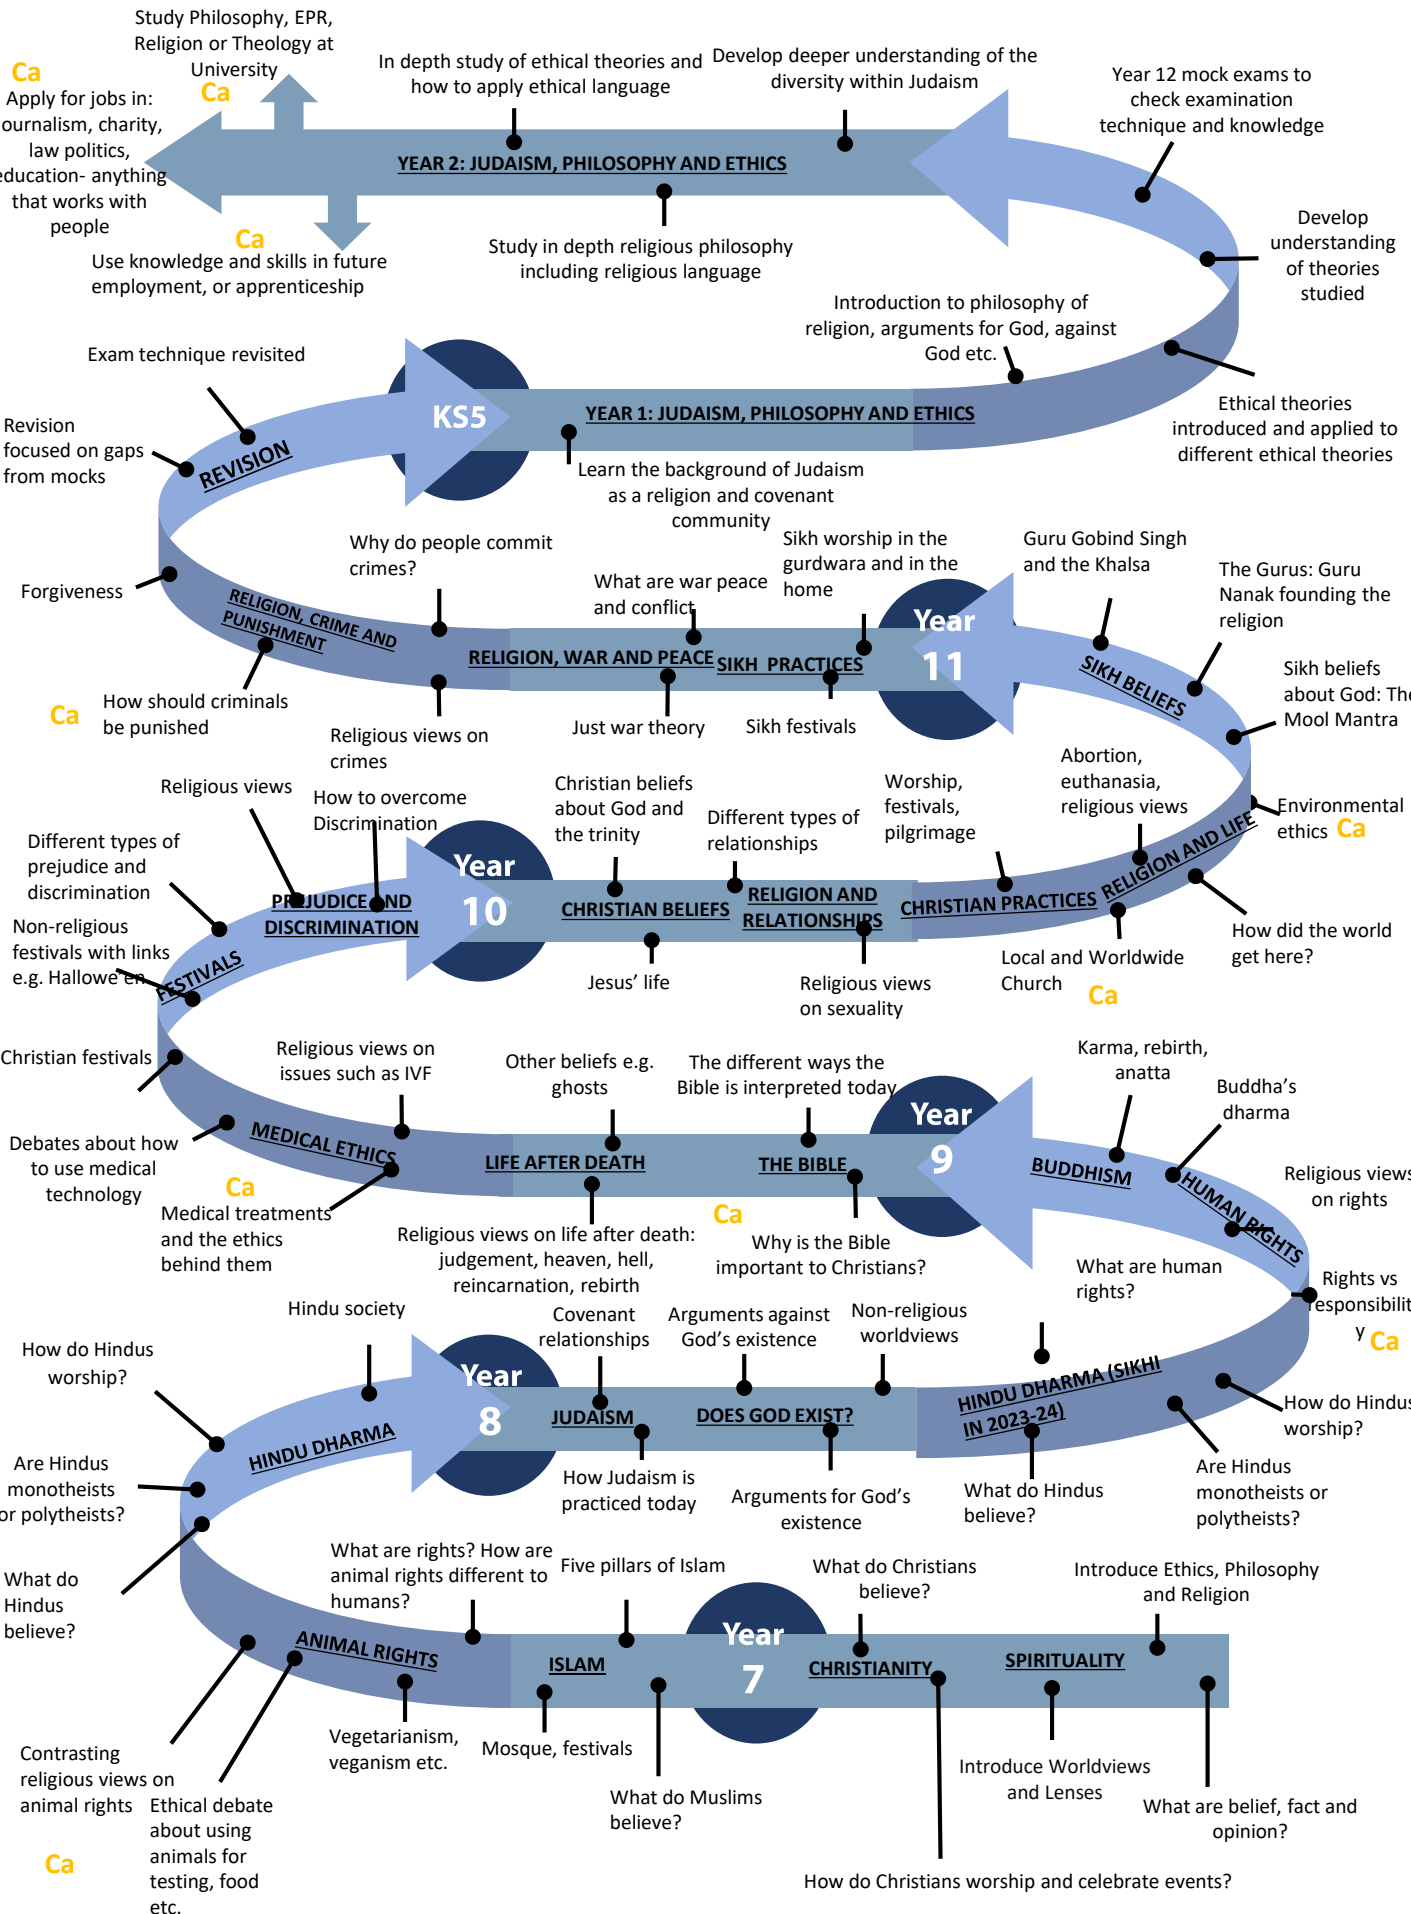 Study Philosophy, EPR,
Religion or Theology at
University
Ca
Ca
Apply for jobs in:
ournalism, charity,
law politics,
education- anything
that works with
people
In depth study of ethical theories and
how to apply ethical language
Develop deeper understanding of the
diversity within Judaism
Year 12 mock exams to
check examination
technique and knowledge
YEAR 2: JUDAISM, PHILOSOPHY AND ETHICS
Ca
Use knowledge and skills in future
employment, or apprenticeship
Study in depth religious philosophy
including religious language
Develop
understanding
of theories
studied
Introduction to philosophy of
religion, arguments for God, against
God etc.
Exam technique revisited
KS5
YEAR 1: JUDAISM, PHILOSOPHY AND ETHICS
Revision
focused on gaps
from mocks
REVISION
Ethical theories
introduced and applied to
different ethical theories
Learn the background of Judaism
as a religion and covenant
community
Why do people commit
crimes?
What are war peace
and conflict
Sikh worship in the
gurdwara and in the
home
Guru Gobind Singh
and the Khalsa
The Gurus: Guru
Nanak founding the
religion
Forgiveness
RELIGION, CRIME AND
PUNISHMENT
RELIGION, WAR AND PEACE
SIKH PRACTICES
Year
11
SIKH BELIEFS
Sikh beliefs
about God: The
Mool Mantra
Ca
How should criminals
be punished
Religious views on
crimes
Just war theory
Sikh festivals
Religious views
How to overcome
Discrimination
Christian beliefs
about God and
the trinity
Different types of
relationships
Worship,
festivals,
pilgrimage
Abortion,
euthanasia,
religious views
Environmental
ethics
Ca
Different types of
prejudice and
discrimination
PREJUDICE AND
DISCRIMINATION
Year
10
CHRISTIAN BELIEFS
RELIGION AND
RELATIONSHIPS
CHRISTIAN PRACTICES
RELIGION AND LIFE
Non-religious
festivals with links
e.g. Hallowe'en
FESTIVALS
Jesus’ life
Religious views
on sexuality
Local and Worldwide
Church
Ca
How did the world
get here?
Christian festivals
Religious views on
issues such as IVF
Other beliefs e.g.
ghosts
The different ways the
Bible is interpreted today
Karma, rebirth,
anatta
Buddha’s
dharma
Debates about how
to use medical
technology
MEDICAL ETHICS
LIFE AFTER DEATH
THE BIBLE
Year
9
BUDDHISM
HUMAN RIGHTS
Religious views
on rights
Ca
Medical treatments
and the ethics
behind them
Religious views on life after death:
judgement, heaven, hell,
reincarnation, rebirth
Ca
Why is the Bible
important to Christians?
What are human
rights?
Rights vs
responsibilit
y
Ca
Hindu society
Covenant
relationships
Arguments against
God’s existence
Non-religious
worldviews
How do Hindus
worship?
Year
8
JUDAISM
DOES GOD EXIST?
HINDU DHARMA (SIKHI
IN 2023-24)
How do Hindus
worship?
HINDU DHARMA
Are Hindus
monotheists
or polytheists?
How Judaism is
practiced today
Arguments for God’s
existence
What do Hindus
believe?
Are Hindus
monotheists or
polytheists?
What do
Hindus
believe?
What are rights? How are
animal rights different to
humans?
Five pillars of Islam
What do Christians
believe?
Introduce Ethics, Philosophy
and Religion
ANIMAL RIGHTS
ISLAM
Year
7
CHRISTIANITY
SPIRITUALITY
Contrasting
religious views on
animal rights
Ethical debate
about using
animals for
testing, food
etc.
Ca
Vegetarianism,
veganism etc.
Mosque, festivals
What do Muslims
believe?
Introduce Worldviews
and Lenses
What are belief, fact and
opinion?
How do Christians worship and celebrate events?